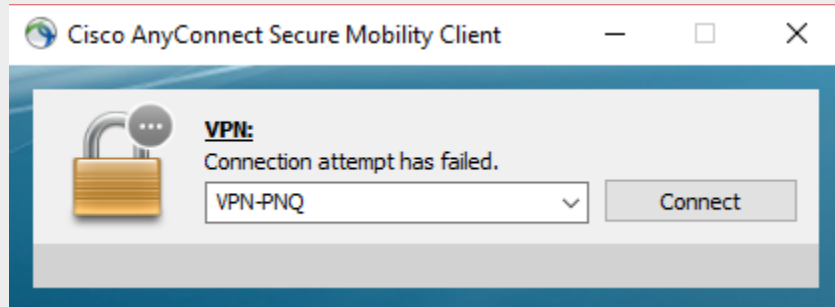 Cisco AnyConnect Secure Mobility Client
VPN:
Connection attempt has failed.
VPN-PNQ
Connect